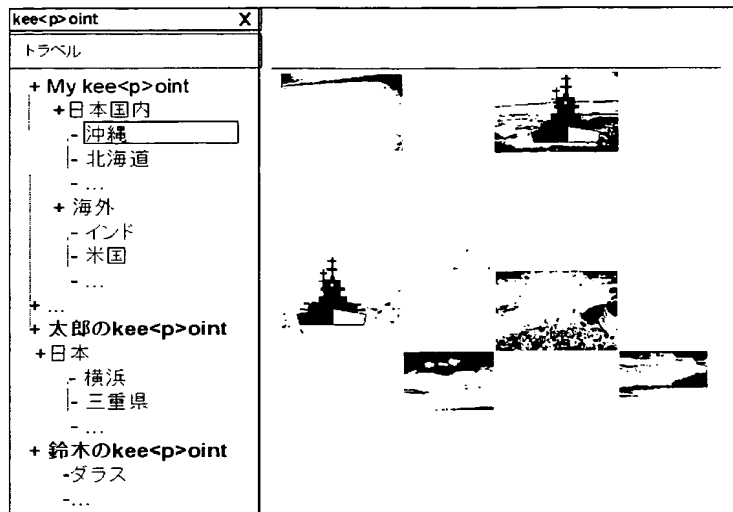 kee<p>oint X
トラベル
+ My kee<p>oint
+日本国内
- 沖縄
- 北海道
- ...
+ 海外
- インド
- 米国
- ...
+ ...
+ 太郎のkee<p>oint
+日本
- 横浜
- 三重県
- ...
+ 鈴木のkee<p>oint
-ダラス
-...